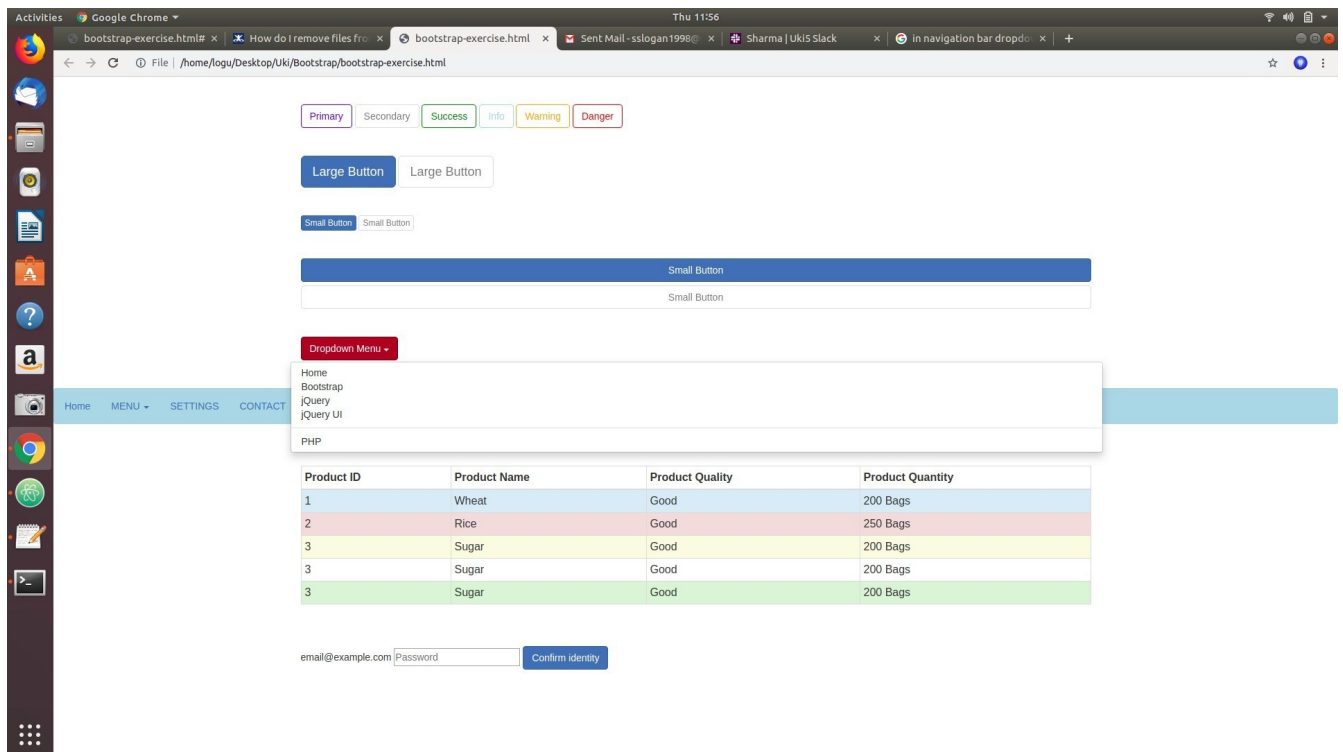 Activities Google Chrome Thu 11:56
bootstrap-exercise.html# How do I remove files fro bootstrap-exercise.html Sent Mail - sslogan1998@ Sharma | UkiS Slack in navigation bar dropdo
File /home/logu/Desktop/Uki/Bootstrap/bootstrap-exercise.html
Primary Secondary Success Info Warning Danger
Large Button Large Button
Small Button Small Button
Small Button
Small Button
Dropdown Menu
Home
Bootstrap
jQuery
jQuery UI
PHP
Home MENU SETTINGS CONTACT
Product ID Product Name Product Quality Product Quantity
1 Wheat Good 200 Bags
2 Rice Good 250 Bags
3 Sugar Good 200 Bags
3 Sugar Good 200 Bags
3 Sugar Good 200 Bags
email@example.com Password Confirm identity